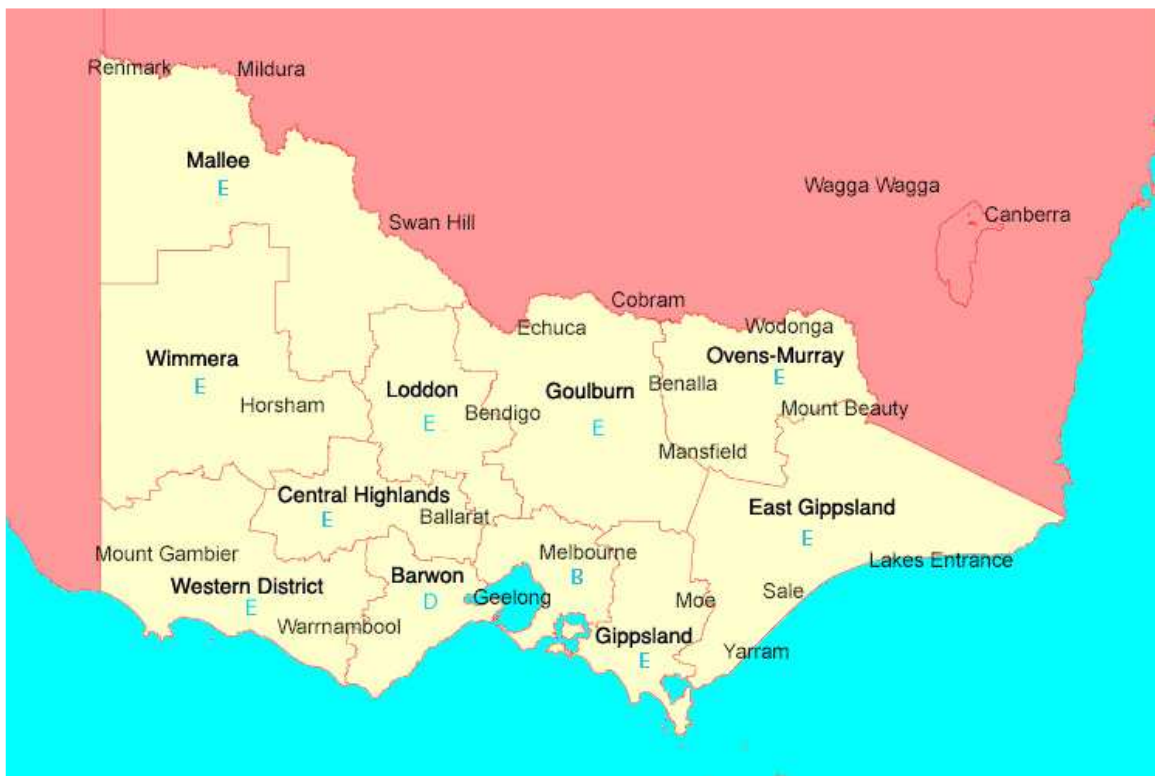 Renmark
Mildura
Mallee
E
Wagga Wagga
Canberra
Swan Hill
Cobram
Echuca
Wodonga
Wimmera
E
Ovens-Murray
E
Horsham
Loddon
E
Bendigo
Goulburn
E
Benalla
Mount Beauty
Mansfield
Central Highlands
E
Ballarat
East Gippsland
E
Mount Gambier
Melbourne
B
Lakes Entrance
Western District
E
Barwon
D
Geelong
Moe
Sale
Warrnambool
Gippsland
E
Yarram